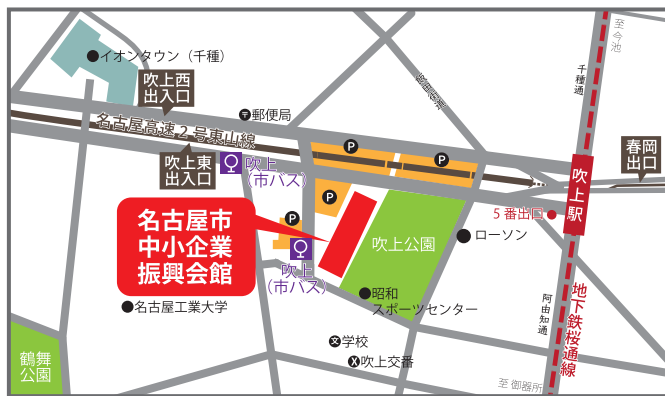 至今池
イオンタウン（千種）
千種通
吹上西
出入口
〒郵便局
名古屋高速2号東山線
P
P
春岡
出口
吹上東
出入口
吹上
（市バス）
吹上駅
P
5番出口
名古屋市
中小企業
振興会館
P
吹上公園
ローソン
吹上
（市バス）
昭和
スポーツセンター
名古屋工業大学
阿由知通
地下鉄桜通線
文学校
X吹上交番
鶴舞
公園
至御器所